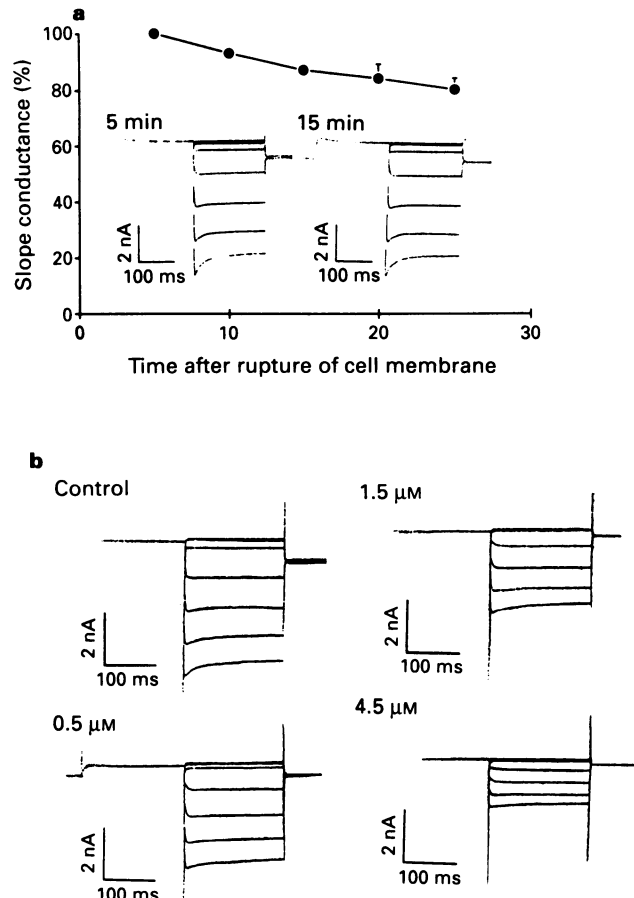 a
Slope conductance (%)
100
80
60
40
20
0
5 min
15 min
2 nA
100 ms
2 nA
100 ms
0
10
20
30
Time after rupture of cell membrane
b
Control
2 nA
100 ms
1.5 μM
2 nA
100 ms
0.5 μM
2 nA
100 ms
4.5 μM
2 nA
100 ms